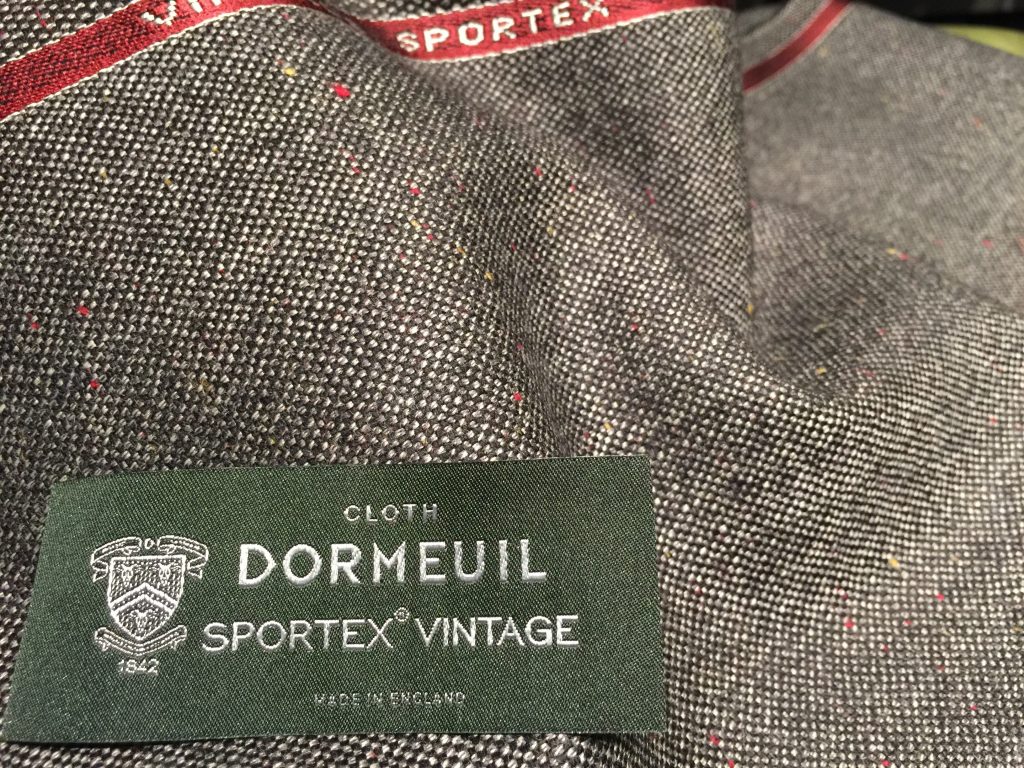 SPORTEX
CLOTH
D
DORMEUIL
SPORTEX® VINTAGE
1842
MADE IN ENGLAND